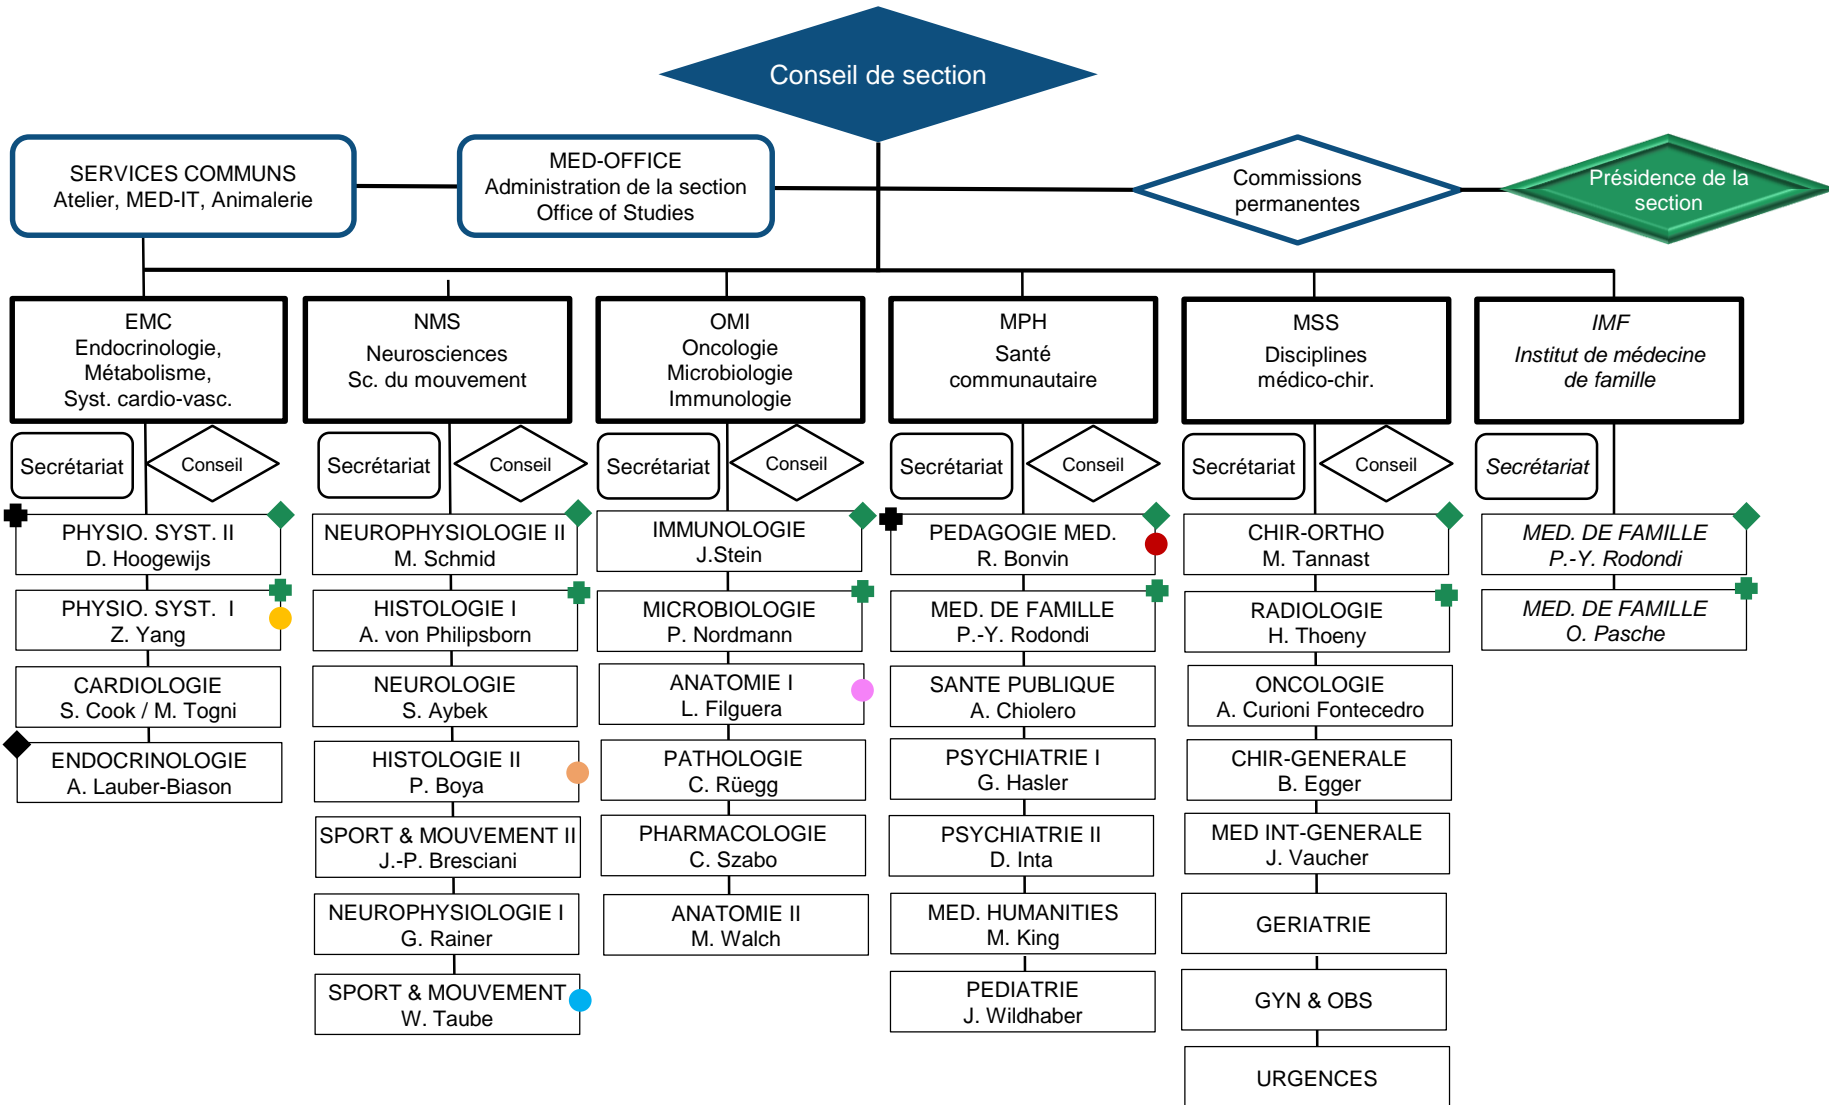 Conseil de section
SERVICES COMMUNS
Atelier, MED-IT, Animalerie
MED-OFFICE
Administration de la section
Office of Studies
Commissions
permanentes
Présidence de la
section
EMC
Endocrinologie,
Métabolisme,
Syst. cardio-vasc.
NMS
Neurosciences
Sc. du mouvement
OMI
Oncologie
Microbiologie
Immunologie
MPH
Santé
communautaire
MSS
Disciplines
médico-chir.
IMF
Institut de médecine
de famille
Secrétariat
Conseil
Secrétariat
Conseil
Secrétariat
Conseil
Secrétariat
Conseil
Secrétariat
Conseil
Secrétariat
PHYSIO. SYST. II
D. Hoogewijs
PHYSIO. SYST. I
Z. Yang
CARDIOLOGIE
S. Cook / M. Togni
ENDOCRINOLOGIE
A. Lauber-Biason
NEUROPHYSIOLOGIE II
M. Schmid
HISTOLOGIE I
A. von Philipsborn
NEUROLOGIE
S. Aybek
HISTOLOGIE II
P. Boya
SPORT & MOUVEMENT II
J.-P. Bresciani
NEUROPHYSIOLOGIE I
G. Rainer
SPORT & MOUVEMENT
W. Taube
IMMUNOLOGIE
J.Stein
MICROBIOLOGIE
P. Nordmann
ANATOMIE I
L. Filguera
PATHOLOGIE
C. Rüegg
PHARMACOLOGIE
C. Szabo
ANATOMIE II
M. Walch
PEDAGOGIE MED.
R. Bonvin
MED. DE FAMILLE
P.-Y. Rodondi
SANTE PUBLIQUE
A. Chiolero
PSYCHIATRIE I
G. Hasler
PSYCHIATRIE II
D. Inta
MED. HUMANITIES
M. King
PEDIATRIE
J. Wildhaber
CHIR-ORTHO
M. Tannast
RADIOLOGIE
H. Thoeny
ONCOLOGIE
A. Curioni Fontecedro
CHIR-GENERALE
B. Egger
MED INT-GENERALE
J. Vaucher
GERIATRIE
GYN & OBS
URGENCES
MED. DE FAMILLE
P.-Y. Rodondi
MED. DE FAMILLE
O. Pasche